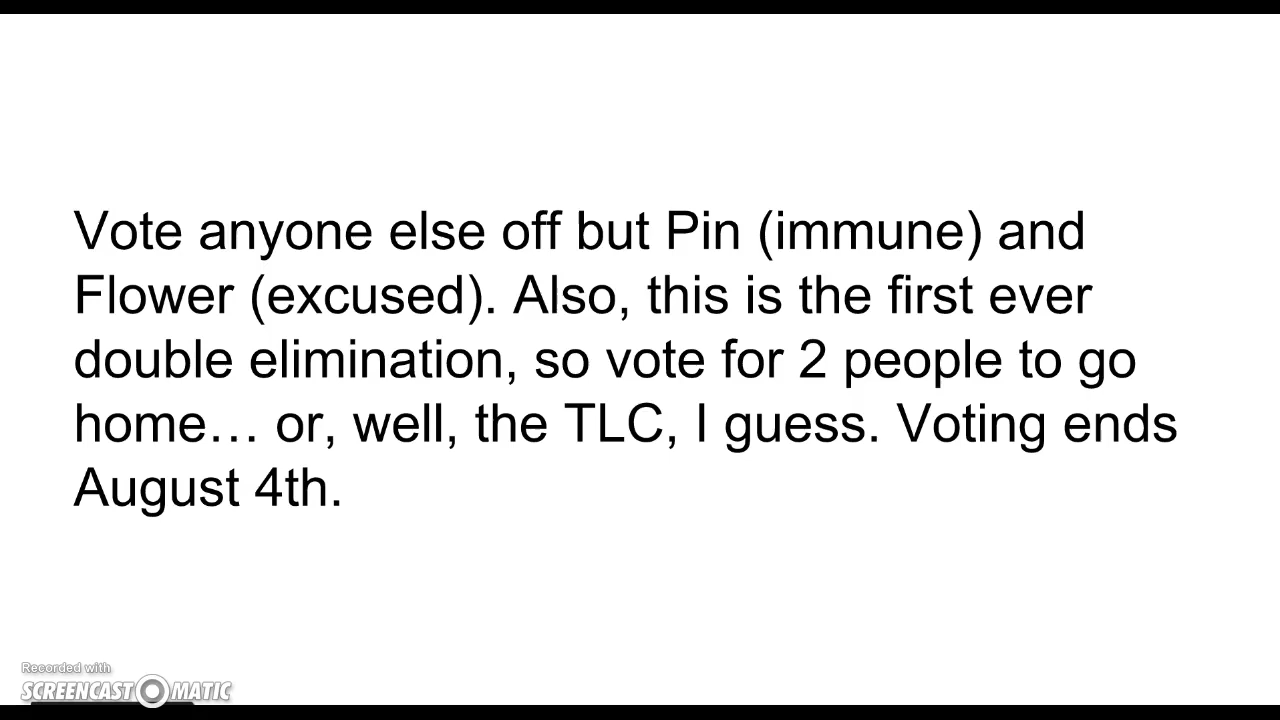 Vote anyone else off but Pin (immune) and
Flower (excused). Also, this is the first ever
double elimination, so vote for 2 people to go
home… or, well, the TLC, I guess. Voting ends
August 4th.
Recorded with
SCREENCAST O MATIC